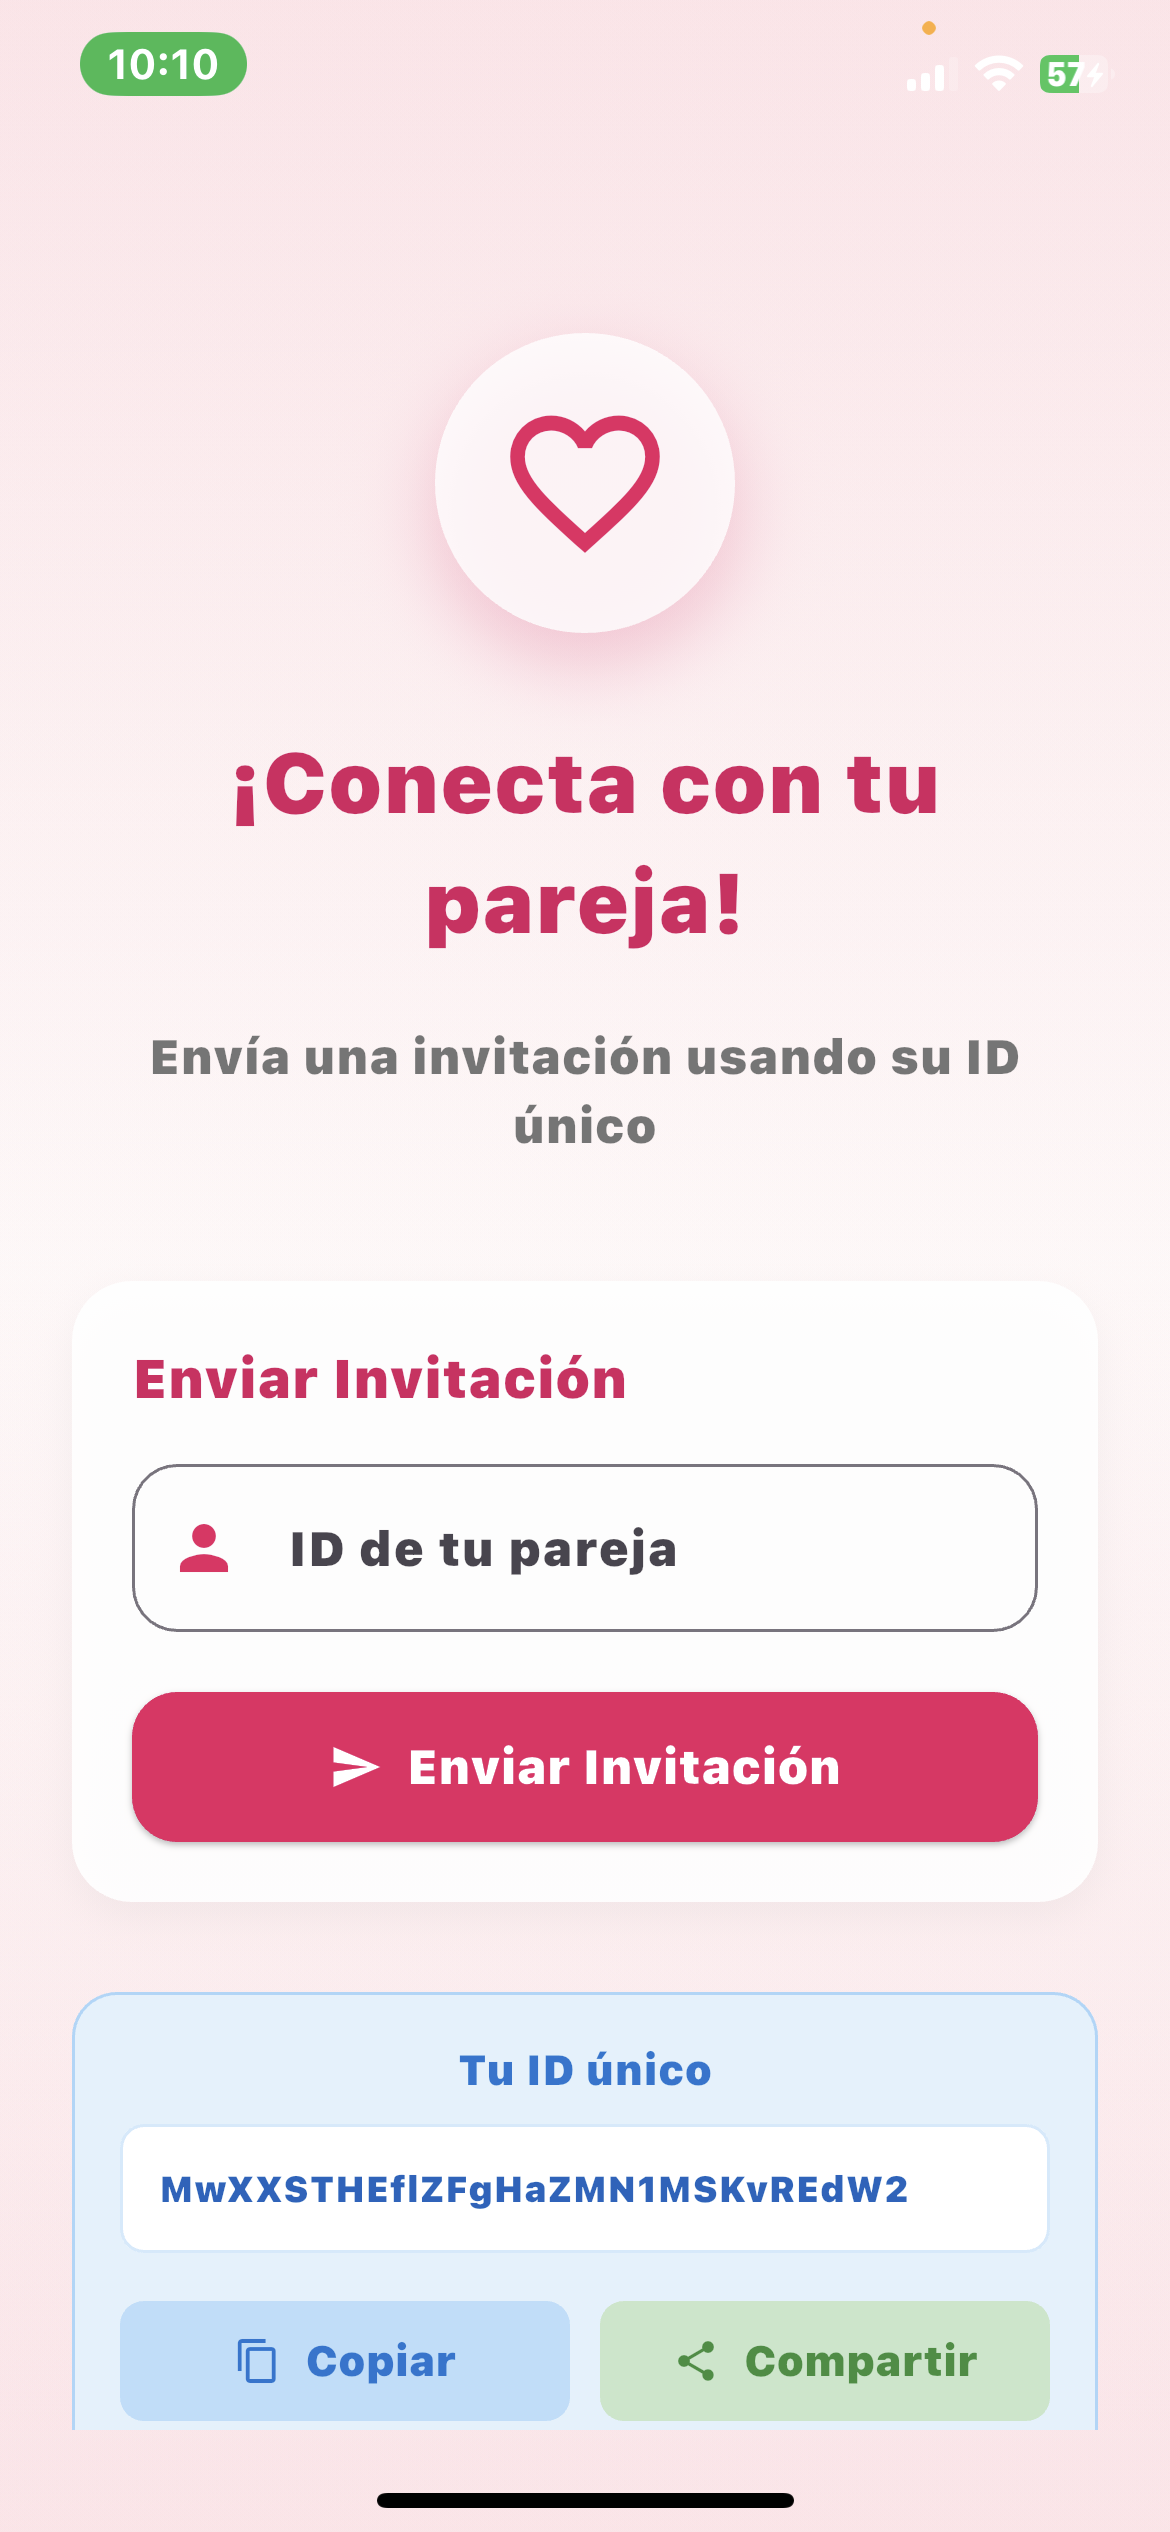 10:10
57
¡Conecta con tu
pareja!
Envía una invitación usando su ID
único
Enviar Invitación
ID de tu pareja
Enviar Invitación
Tu ID único
MwXXSTHEflZFgHaZMN1MSKvREdW2
Copiar
Compartir